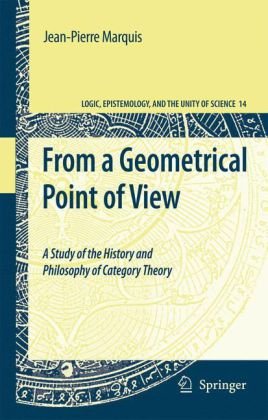 Jean-Pierre Marquis
LOGIC, EPISTEMOLOGY, AND THE UNITY OF SCIENCE 14
From a Geometrical
Point of View
A Study of the History and
Philosophy of Category Theory
Springer